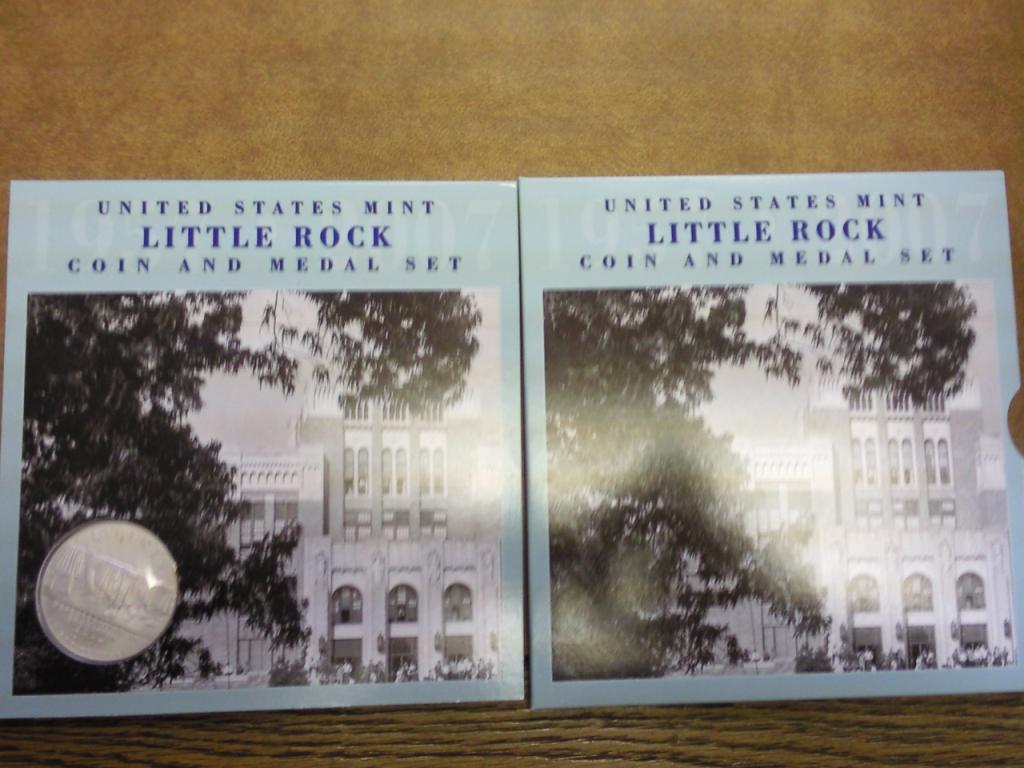 UNITED STATES MINT
LITTLE ROCK
COIN AND MEDAL SET
UNITED STATES MINT
LITTLE ROCK
COIN AND MEDAL SET